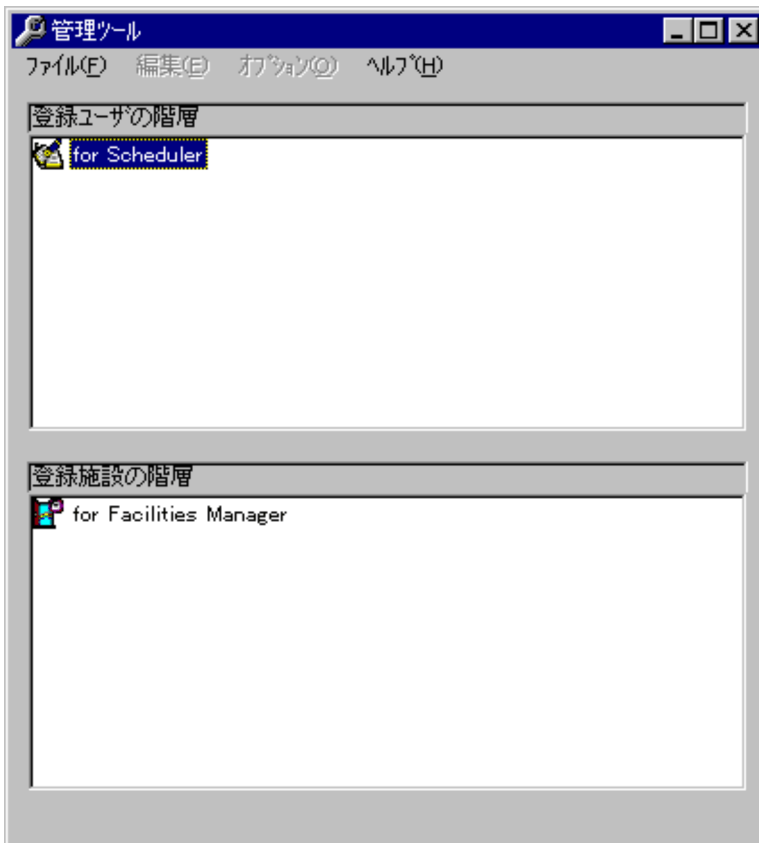 管理ツール
ファイル(F) 編集(E) オプション(O) ヘルプ(H)
登録ユーザの階層
for Scheduler
登録施設の階層
for Facilities Manager